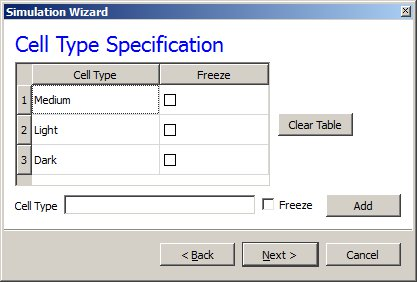 Simulation Wizard
Cell Type Specification
Cell Type Freeze
1 Medium
2 Light
3 Dark
Clear Table
Cell Type Freeze Add
< Back Next > Cancel